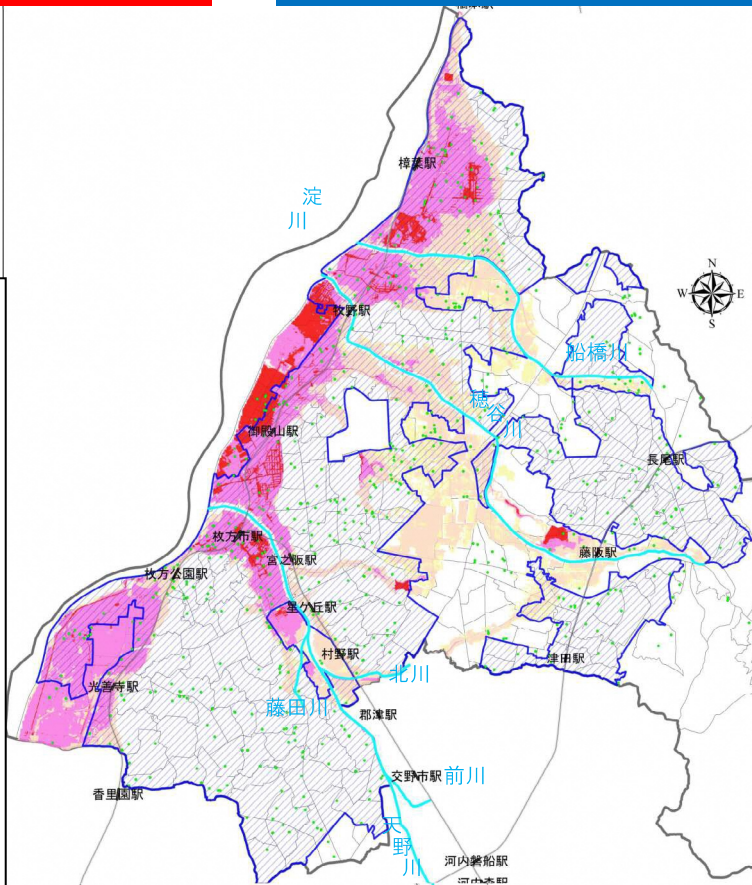 樟葉駅
淀
川
N
W
E
S
牧野駅
船橋川
穂
谷
川
御殿山駅
長尾駅
枚方市駅
藤阪駅
宮之阪駅
枚方公園駅
星ケ丘駅
村野駅
津田駅
北川
光善寺駅
藤田川
郡津駅
交野市駅
前川
香里園駅
天
野
川
河内磐船駅